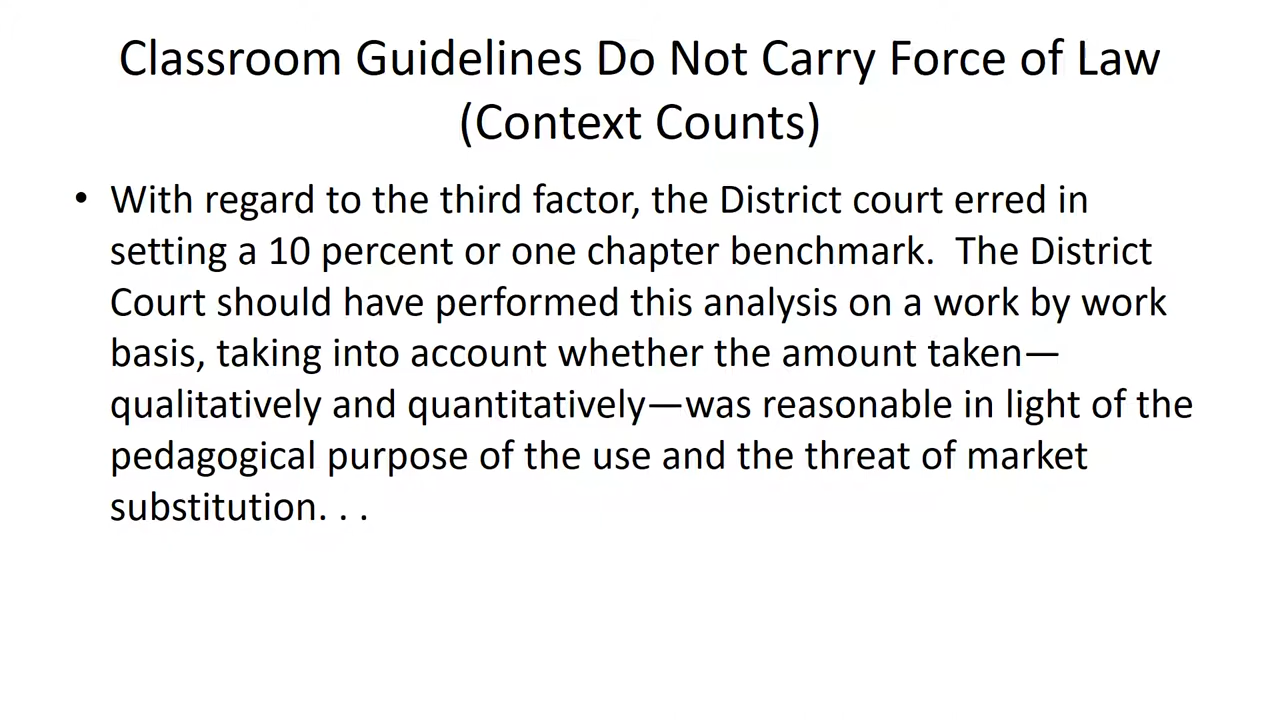 Classroom Guidelines Do Not Carry Force of Law
(Context Counts)
• With regard to the third factor, the District court erred in
setting a 10 percent or one chapter benchmark.  The District
Court should have performed this analysis on a work by work
basis, taking into account whether the amount taken—
qualitatively and quantitatively—was reasonable in light of the
pedagogical purpose of the use and the threat of market
substitution. . .